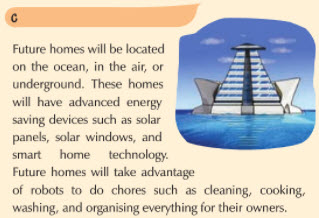 C
Future homes will be located
on the ocean, in the air, or
underground. These homes
will have advanced energy
saving devices such as solar
panels, solar windows, and
smart home technology.
Future homes will take advantage
of robots to do chores such as cleaning, cooking,
washing, and organising everything for their owners.